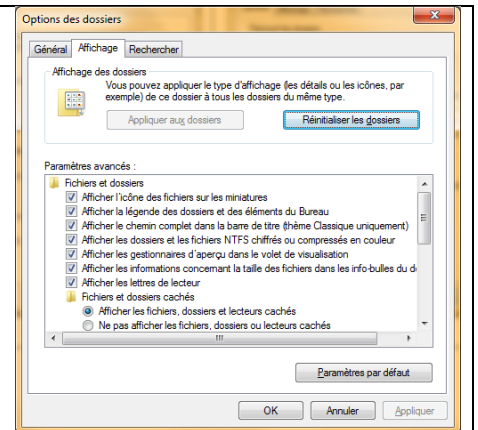 Options des dossiers
Général Affichage Rechercher
Affichage des dossiers
Vous pouvez appliquer le type d'affichage (les détails ou les icônes, par
exemple) de ce dossier à tous les dossiers du même type.
Appliquer aux dossiers Réinitialiser les dossiers
Paramètres avancés :
Fichiers et dossiers
Afficher l'icône des fichiers sur les miniatures
Afficher la légende des dossiers et des éléments du Bureau
Afficher le chemin complet dans la barre de titre (thème Classique uniquement)
Afficher les dossiers et les fichiers NTFS chiffrés ou compressés en couleur
Afficher les gestionnaires d'aperçu dans le volet de visualisation
Afficher les informations concernant la taille des fichiers dans les info-bulles du d
Afficher les lettres de lecteur
Fichiers et dossiers cachés
Afficher les fichiers, dossiers et lecteurs cachés
Ne pas afficher les fichiers, dossiers ou lecteurs cachés
Paramètres par défaut
OK Annuler Appliquer